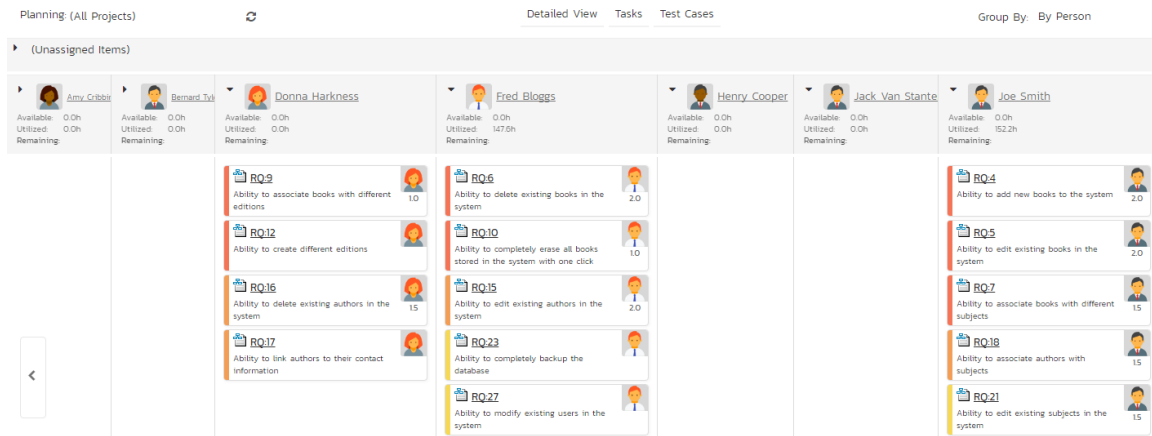 Planning: (All Projects)
Detailed View Tasks Test Cases
Group By: By Person
(Unassigned Items)
Amy Cribbin
Available: 0.0h
Utilized: 0.0h
Remaining:
Bernard Tyl
Available: 0.0h
Utilized: 0.0h
Remaining:
Donna Harkness
Available: 0.0h
Utilized: 0.0h
Remaining:
Fred Bloggs
Available: 0.0h
Utilized: 147.6h
Remaining:
Henry Cooper
Available: 0.0h
Utilized: 0.0h
Remaining:
Jack Van Stante
Available: 0.0h
Utilized: 0.0h
Remaining:
Joe Smith
Available: 0.0h
Utilized: 152.2h
Remaining:
RQ:9
Ability to associate books with different
editions
1.0
RQ:12
Ability to create different editions
RQ:16
Ability to delete existing authors in the
system
1.5
RQ:17
Ability to link authors to their contact
information
RQ:6
Ability to delete existing books in the
system
2.0
RQ:10
Ability to completely erase all books
stored in the system with one click
1.0
RQ:15
Ability to edit existing authors in the
system
2.0
RQ:23
Ability to completely backup the
database
RQ:27
Ability to modify existing users in the
system
RQ:4
Ability to add new books to the system
2.0
RQ:5
Ability to edit existing books in the
system
2.0
RQ:7
Ability to associate books with different
subjects
1.5
RQ:18
Ability to associate authors with
subjects
1.5
RQ:21
Ability to edit existing subjects in the
system
1.5